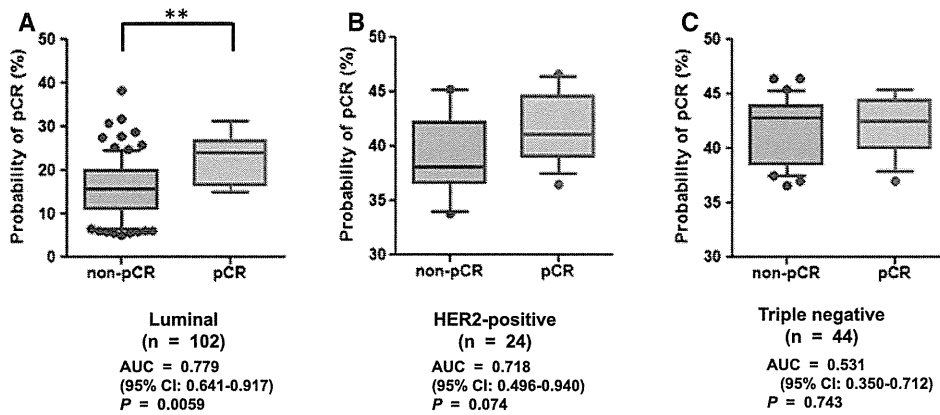 A
**
Probability of pCR (%)
50
40
30
20
10
0
non-pCR
pCR
Luminal
(n = 102)
AUC = 0.779
(95% CI: 0.641-0.917)
P = 0.0059
B
Probability of pCR (%)
50
45
40
35
30
non-pCR
pCR
HER2-positive
(n = 24)
AUC = 0.718
(95% CI: 0.496-0.940)
P = 0.074
C
Probability of pCR (%)
50
45
40
35
30
non-pCR
pCR
Triple negative
(n = 44)
AUC = 0.531
(95% CI: 0.350-0.712)
P = 0.743